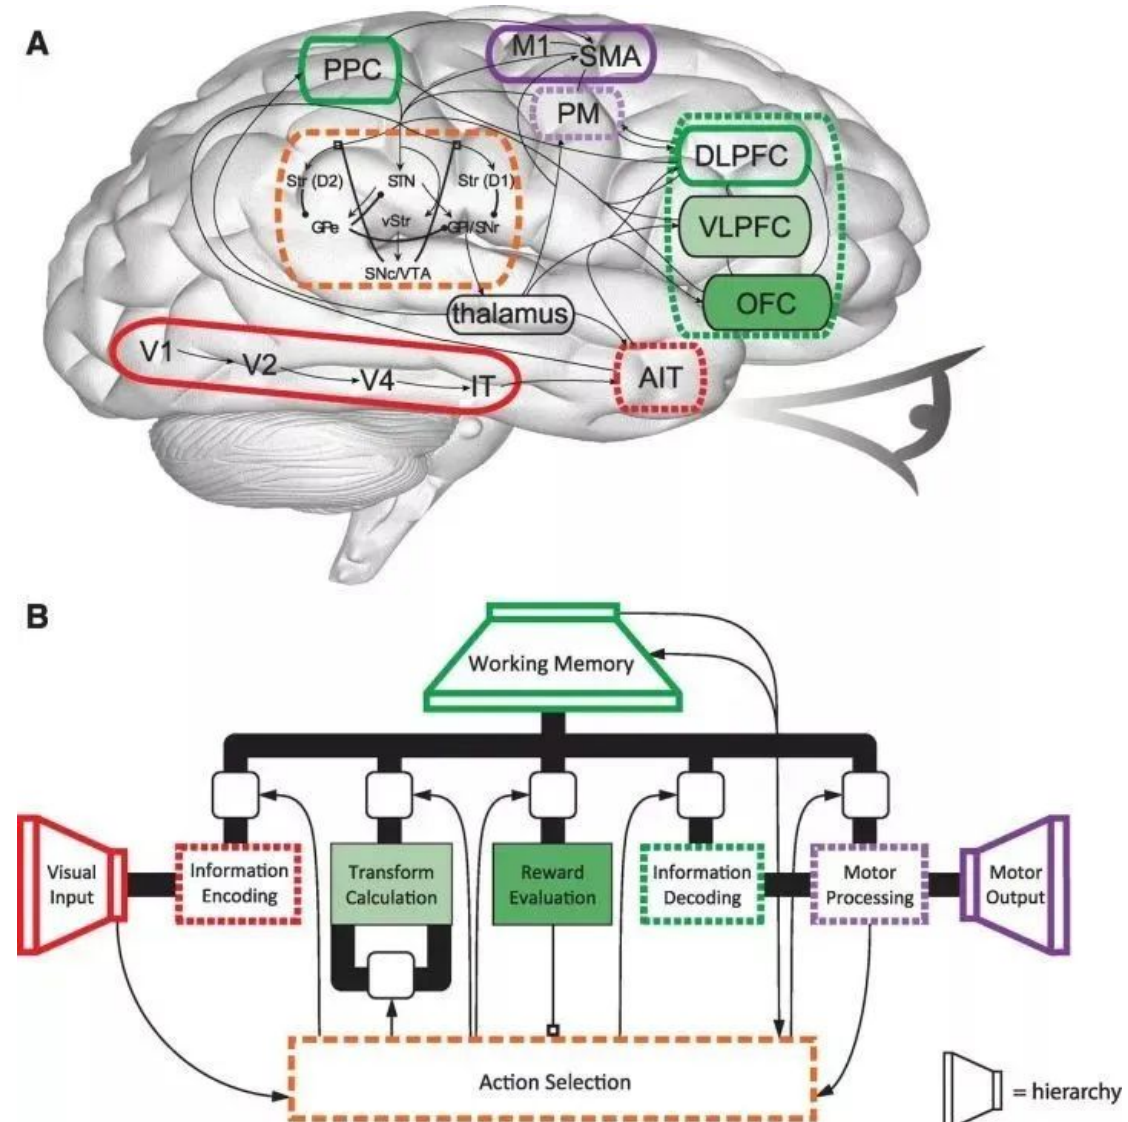 A
PPC
M1
SMA
PM
DLPFC
VLPFC
OFC
Str (D2)
STN
Str (D1)
GPe
vStr
GPi/SNr
SNc/VTA
thalamus
V1
V2
V4
IT
AIT
B
Working Memory
Visual
Input
Information
Encoding
Transform
Calculation
Reward
Evaluation
Information
Decoding
Motor
Processing
Motor
Output
Action Selection
= hierarchy